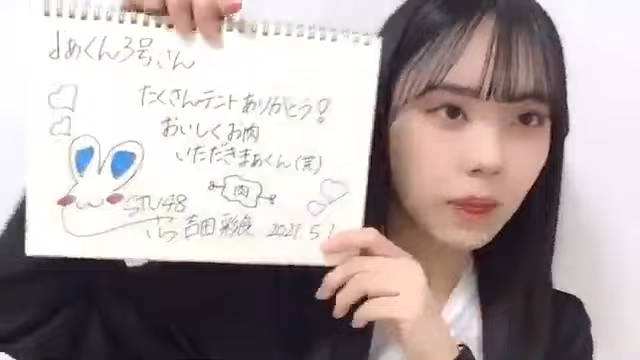 まぁくん3号さん
たくさんテントありがとう!
おいしくお肉
いただきまぁくん(笑)
肉
STU48
吉田彩良 2021 5.1